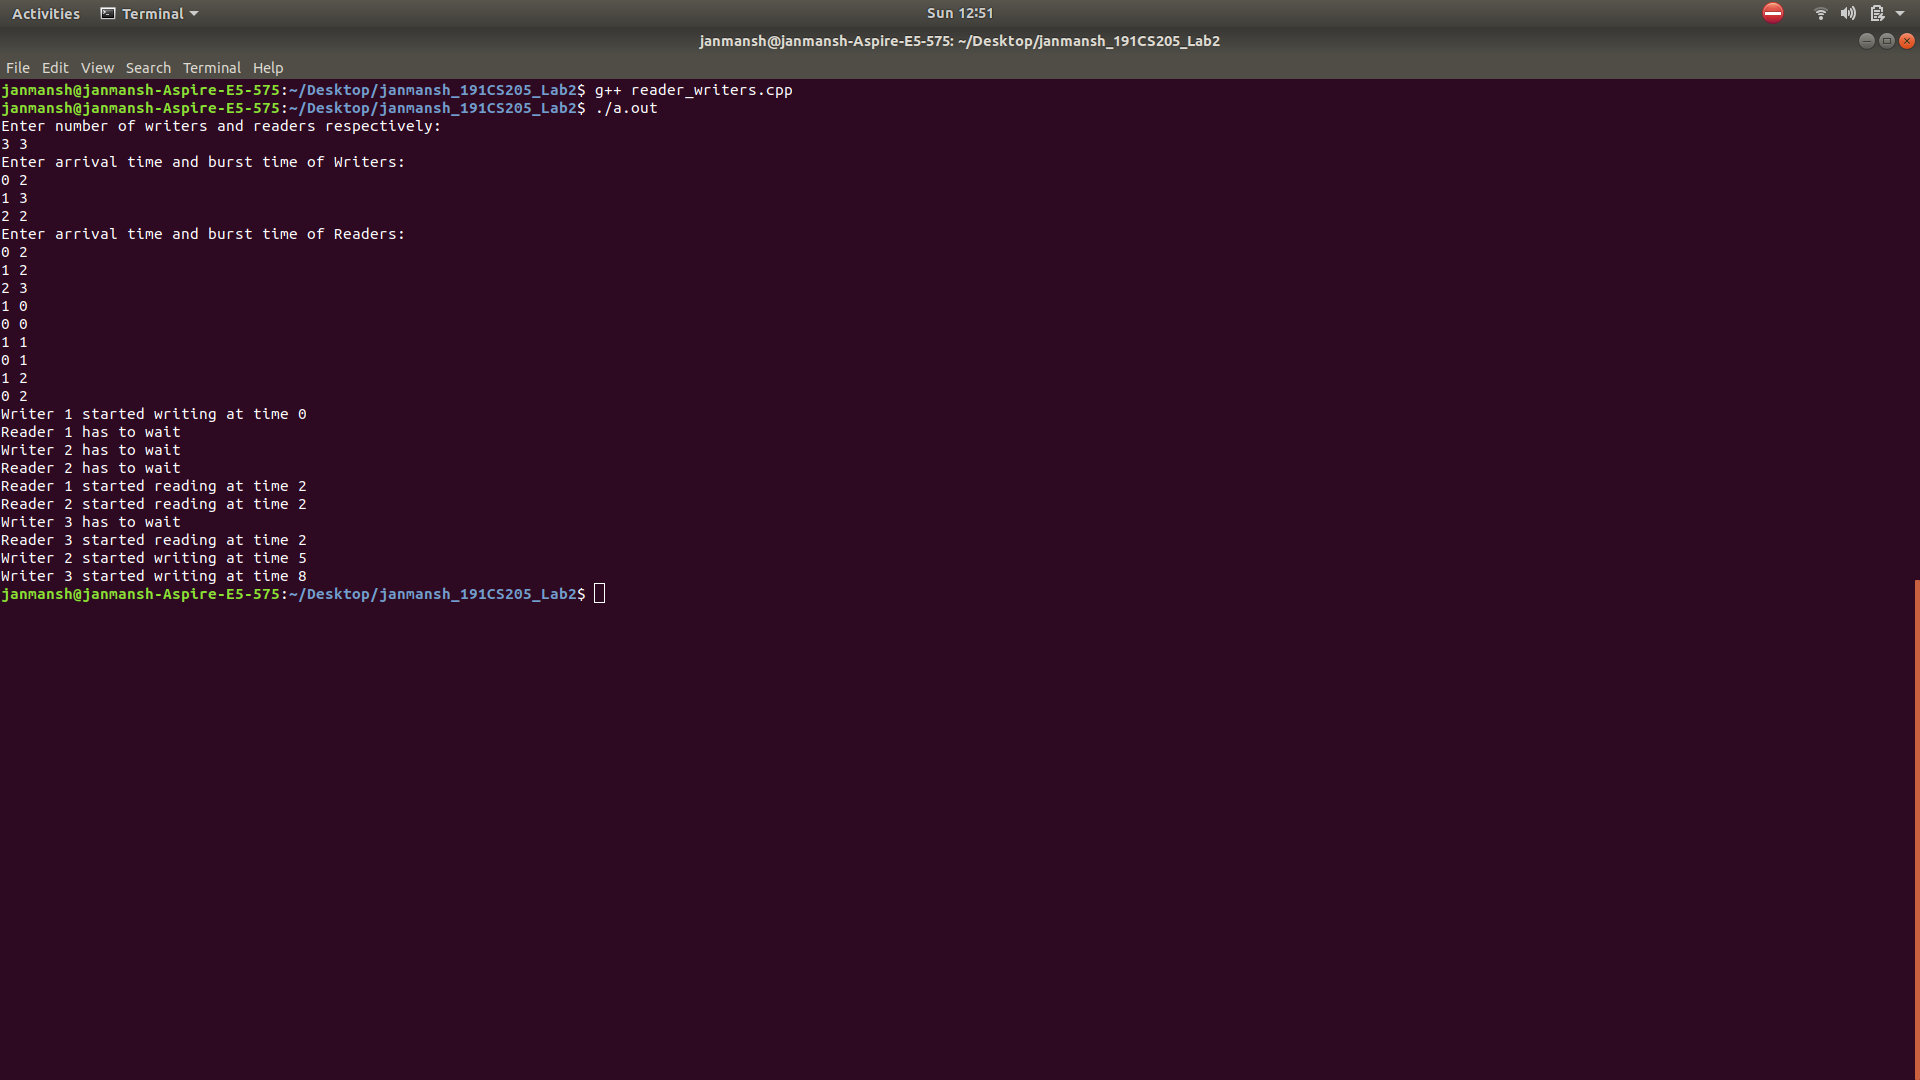 Activities Terminal Sun 12:51
janmansh@janmansh-Aspire-E5-575: ~/Desktop/janmansh_191CS205_Lab2
File Edit View Search Terminal Help
janmansh@janmansh-Aspire-E5-575:~/Desktop/janmansh_191CS205_Lab2$ g++ reader_writers.cpp
janmansh@janmansh-Aspire-E5-575:~/Desktop/janmansh_191CS205_Lab2$ ./a.out
Enter number of writers and readers respectively:
3 3
Enter arrival time and burst time of Writers:
0 2
1 3
2 2
Enter arrival time and burst time of Readers:
0 2
1 2
2 3
1 0
0 0
1 1
0 1
1 2
0 2
Writer 1 started writing at time 0
Reader 1 has to wait
Writer 2 has to wait
Reader 2 has to wait
Reader 1 started reading at time 2
Reader 2 started reading at time 2
Writer 3 has to wait
Reader 3 started reading at time 2
Writer 2 started writing at time 5
Writer 3 started writing at time 8
janmansh@janmansh-Aspire-E5-575:~/Desktop/janmansh_191CS205_Lab2$